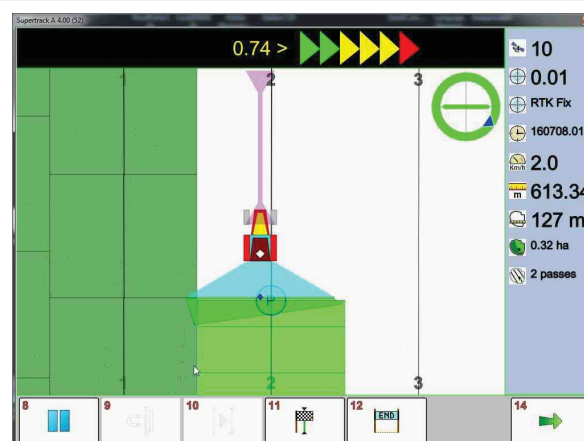 Supertrack A 4.00 (52)
0.74 >
10
0.01
RTK Fix
160708.01
Km/h 2.0
m 613.34
127 m
0.32 ha
2 passes
1 2 3
P
1 2 3
8 9 10 11 12 14
END